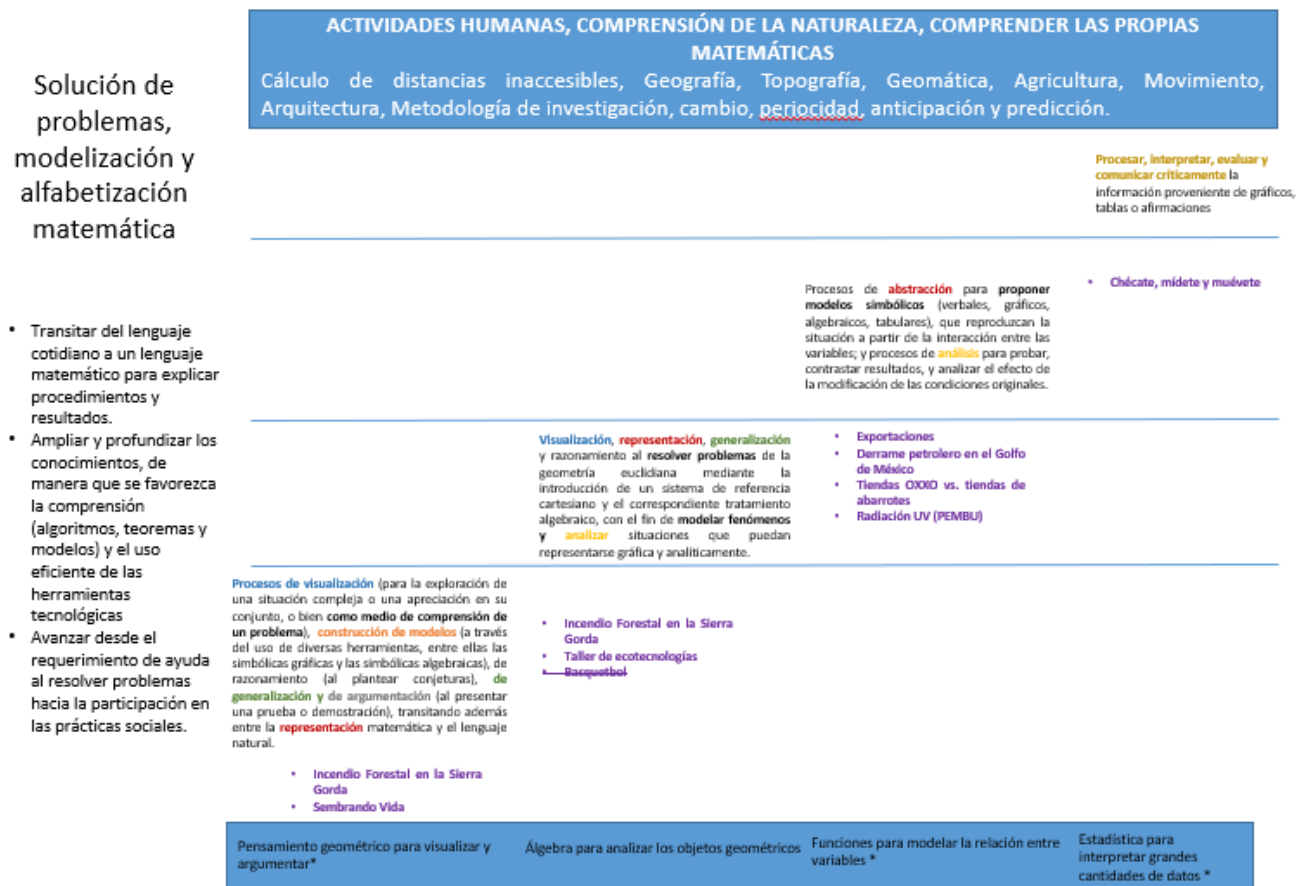 ACTIVIDADES HUMANAS, COMPRENSIÓN DE LA NATURALEZA, COMPRENDER LAS PROPIAS
MATEMÁTICAS
Cálculo de distancias inaccesibles, Geografía, Topografía, Geomática, Agricultura, Movimiento,
Arquitectura, Metodología de investigación, cambio, periocidad, anticipación y predicción.
Solución de
problemas,
modelización y
alfabetización
matemática
• Transitar del lenguaje
cotidiano a un lenguaje
matemático para explicar
procedimientos y
resultados.
• Ampliar y profundizar los
conocimientos, de
manera que se favorezca
la comprensión
(algoritmos, teoremas y
modelos) y el uso
eficiente de las
herramientas
tecnológicas
• Avanzar desde el
requerimiento de ayuda
al resolver problemas
hacia la participación en
las prácticas sociales.
Procesar, interpretar, evaluar y
comunicar críticamente la
información proveniente de gráficos,
tablas o afirmaciones
Procesos de abstracción para proponer
modelos simbólicos (verbales, gráficos,
algebraicos, tabulares), que reproduzcan la
situación a partir de la interacción entre las
variables; y procesos de análisis para probar,
contrastar resultados, y analizar el efecto de
la modificación de las condiciones originales.
• Chécate, mídete y muévete
Visualización, representación, generalización
y razonamiento al resolver problemas de la
geometría euclidiana mediante la
introducción de un sistema de referencia
cartesiano y el correspondiente tratamiento
algebraico, con el fin de modelar fenómenos
y analizar situaciones que puedan
representarse gráfica y analíticamente.
• Exportaciones
• Derrame petrolero en el Golfo
de México
• Tiendas OXXO vs. tiendas de
abarrotes
• Radiación UV (PEMBU)
Procesos de visualización (para la exploración de
una situación compleja o una apreciación en su
conjunto, o bien como medio de comprensión de
un problema), construcción de modelos (a través
del uso de diversas herramientas, entre ellas las
simbólicas gráficas y las simbólicas algebraicas), de
razonamiento (al plantear conjeturas), de
generalización y de argumentación (al presentar
una prueba o demostración), transitando además
entre la representación matemática y el lenguaje
natural.
• Incendio Forestal en la Sierra
Gorda
• Taller de ecotecnologías
• Basquetbol
• Incendio Forestal en la Sierra
Gorda
• Sembrando Vida
Pensamiento geométrico para visualizar y
argumentar*
Álgebra para analizar los objetos geométricos
Funciones para modelar la relación entre
variables *
Estadística para
interpretar grandes
cantidades de datos *